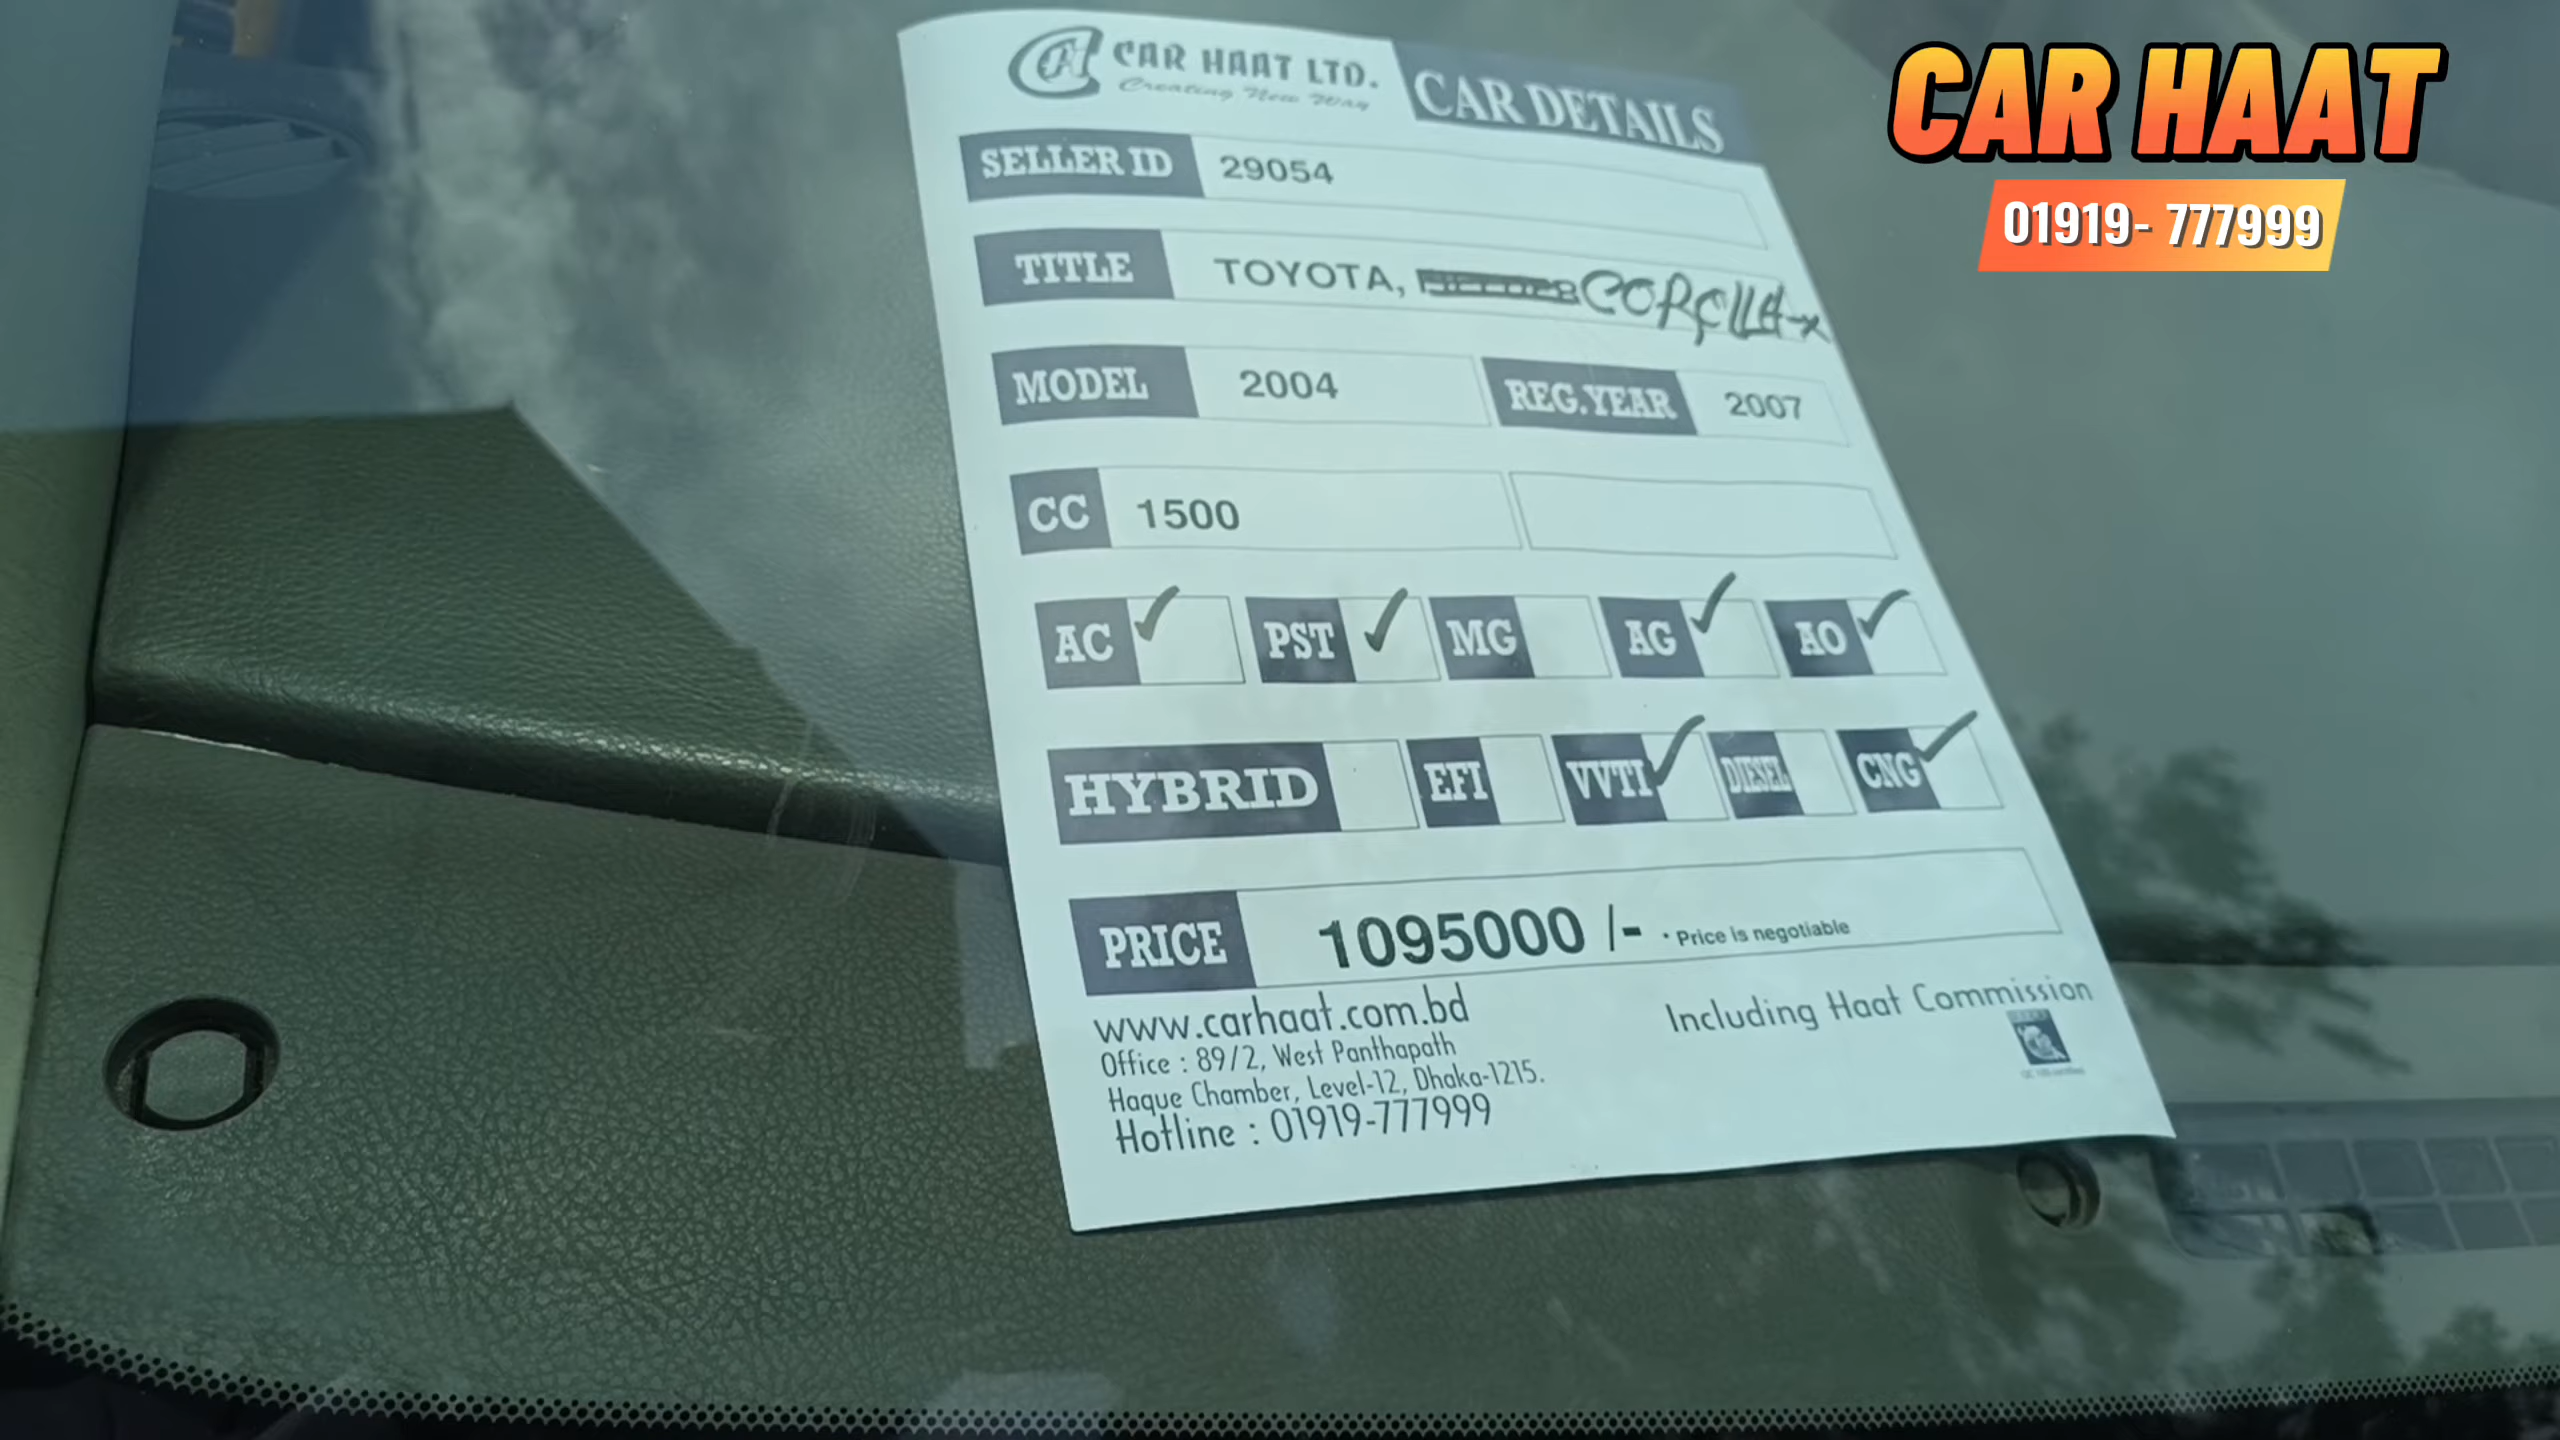 CAR HAAT LTD.
Creating New Way
CAR DETAILS
CAR HAAT
01919- 777999
SELLER ID 29054
TITLE TOYOTA, COROLLA-X
MODEL 2004 REG.YEAR 2007
CC 1500
AC ✓ PST ✓ MG AG ✓ AO ✓
HYBRID EFI VVTI ✓ DIESEL CNG ✓
PRICE 1095000 /- • Price is negotiable
www.carhaat.com.bd
Including Haat Commission
Office : 89/2, West Panthapath
Haque Chamber, Level-12, Dhaka-1215.
Hotline : 01919-777999